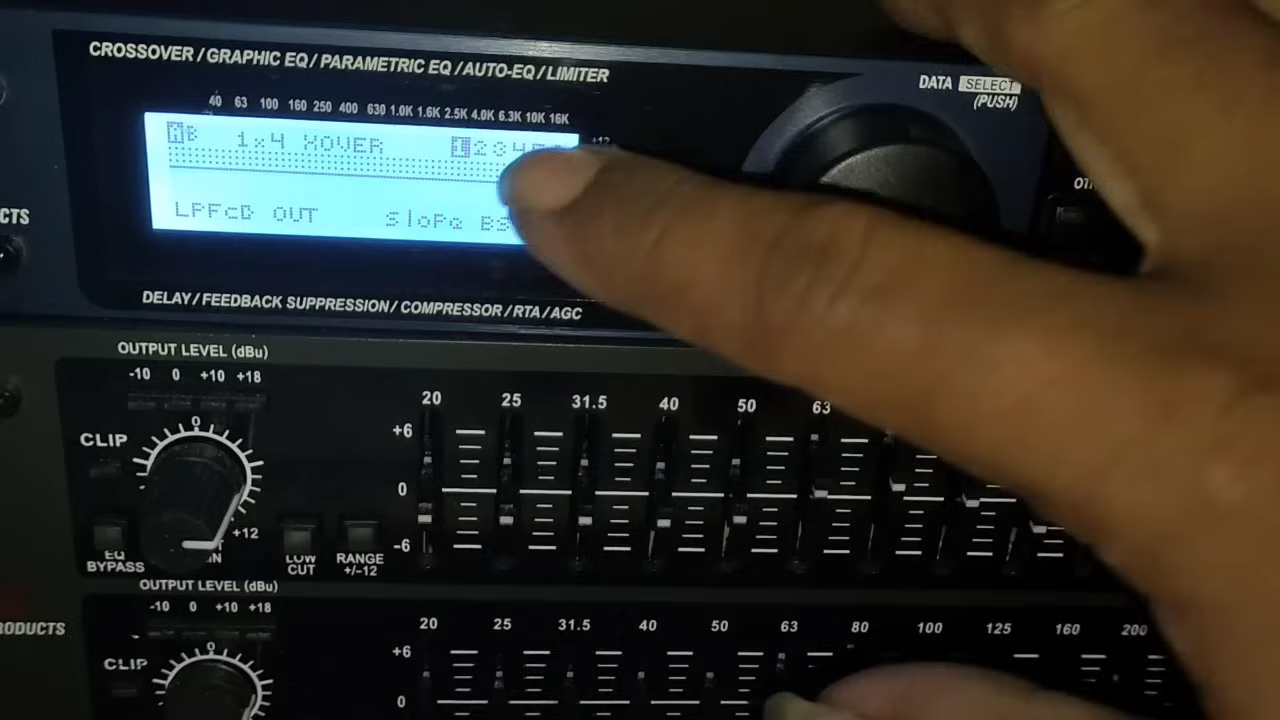 CROSSOVER / GRAPHIC EQ / PARAMETRIC EQ / AUTO-EQ / LIMITER
DATA SELECT
(PUSH)
40 63 100 160 250 400 630 1.0K 1.6K 2.5K 4.0K 6.3K 10K 16K
+12
AB 1x4 XOVER 1234
LPFcB OUT Slope
CTS
DELAY / FEEDBACK SUPPRESSION / COMPRESSOR / RTA / AGC
OUTPUT LEVEL (dBu)
-10 0 +10 +18
0
CLIP
+12
EQ
BYPASS
LOW
CUT
RANGE
+/-12
20 25 31.5 40 50 63
+6
0
-6
OUTPUT LEVEL (dBu)
-10 0 +10 +18
0
CLIP
RODUCTS
20 25 31.5 40 50 63 80 100 125 160 200
+6
0